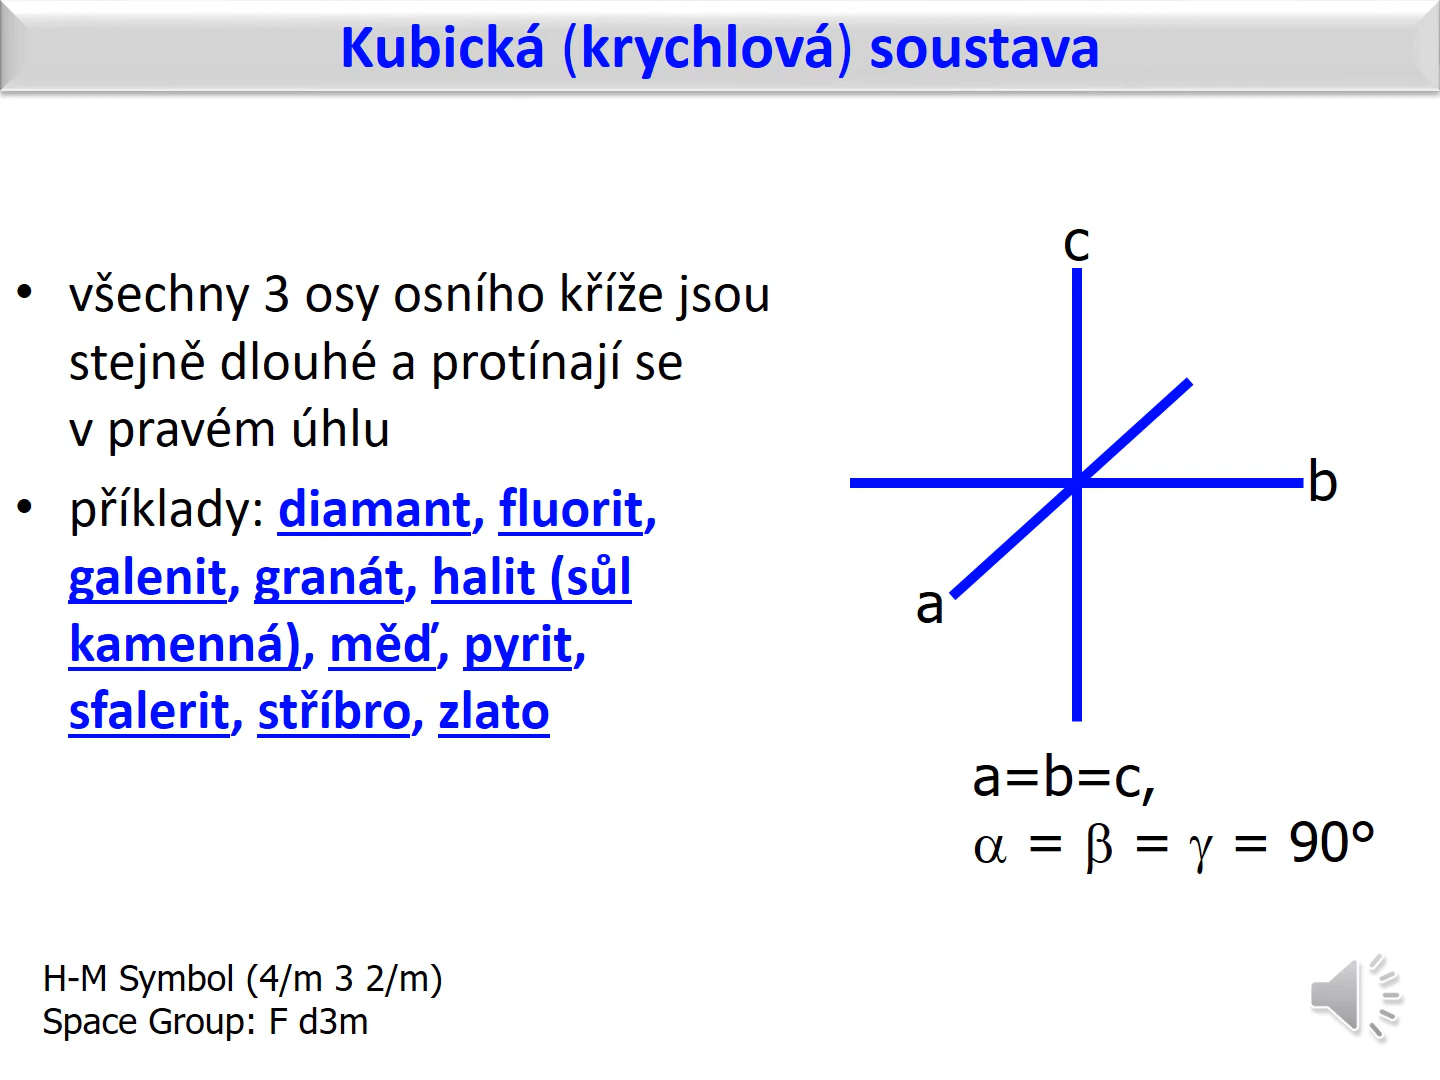 Kubická (krychlová) soustava
• všechny 3 osy osního kříže jsou
stejně dlouhé a protínají se
v pravém úhlu
• příklady: diamant, fluorit,
galenit, granát, halit (sůl
kamenná), měď, pyrit,
sfalerit, stříbro, zlato
c
b
a
a=b=c,
α = β = γ = 90°
H-M Symbol (4/m 3 2/m)
Space Group: F d3m